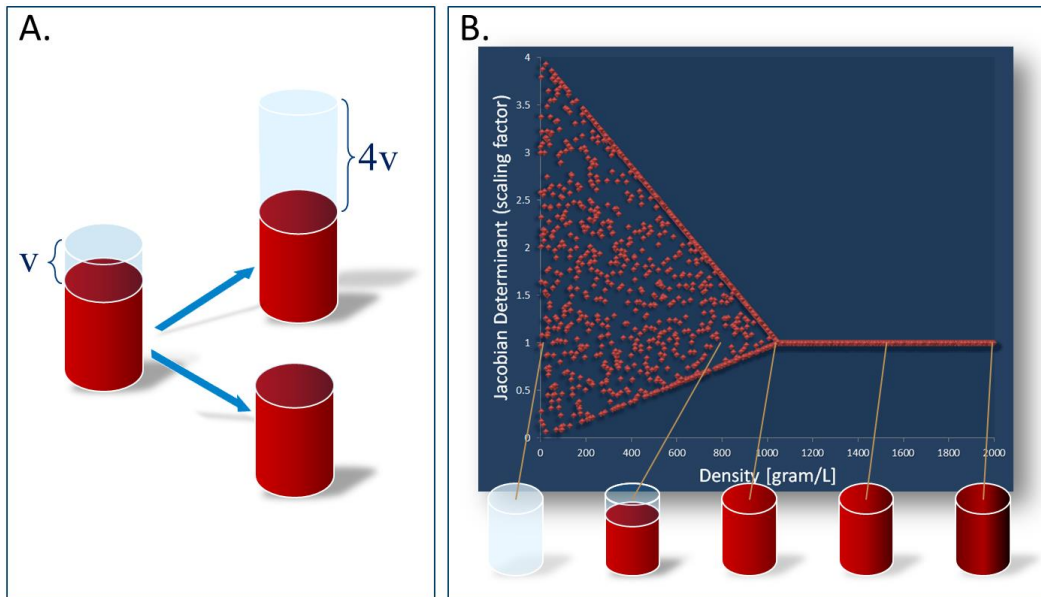 A.
v
4v
B.
Jacobian Determinant (scaling factor)
4
3.5
3
2.5
2
1.5
1
0.5
0
0 200 400 600 800 1000 1200 1400 1600 1800 2000
Density [gram/L]